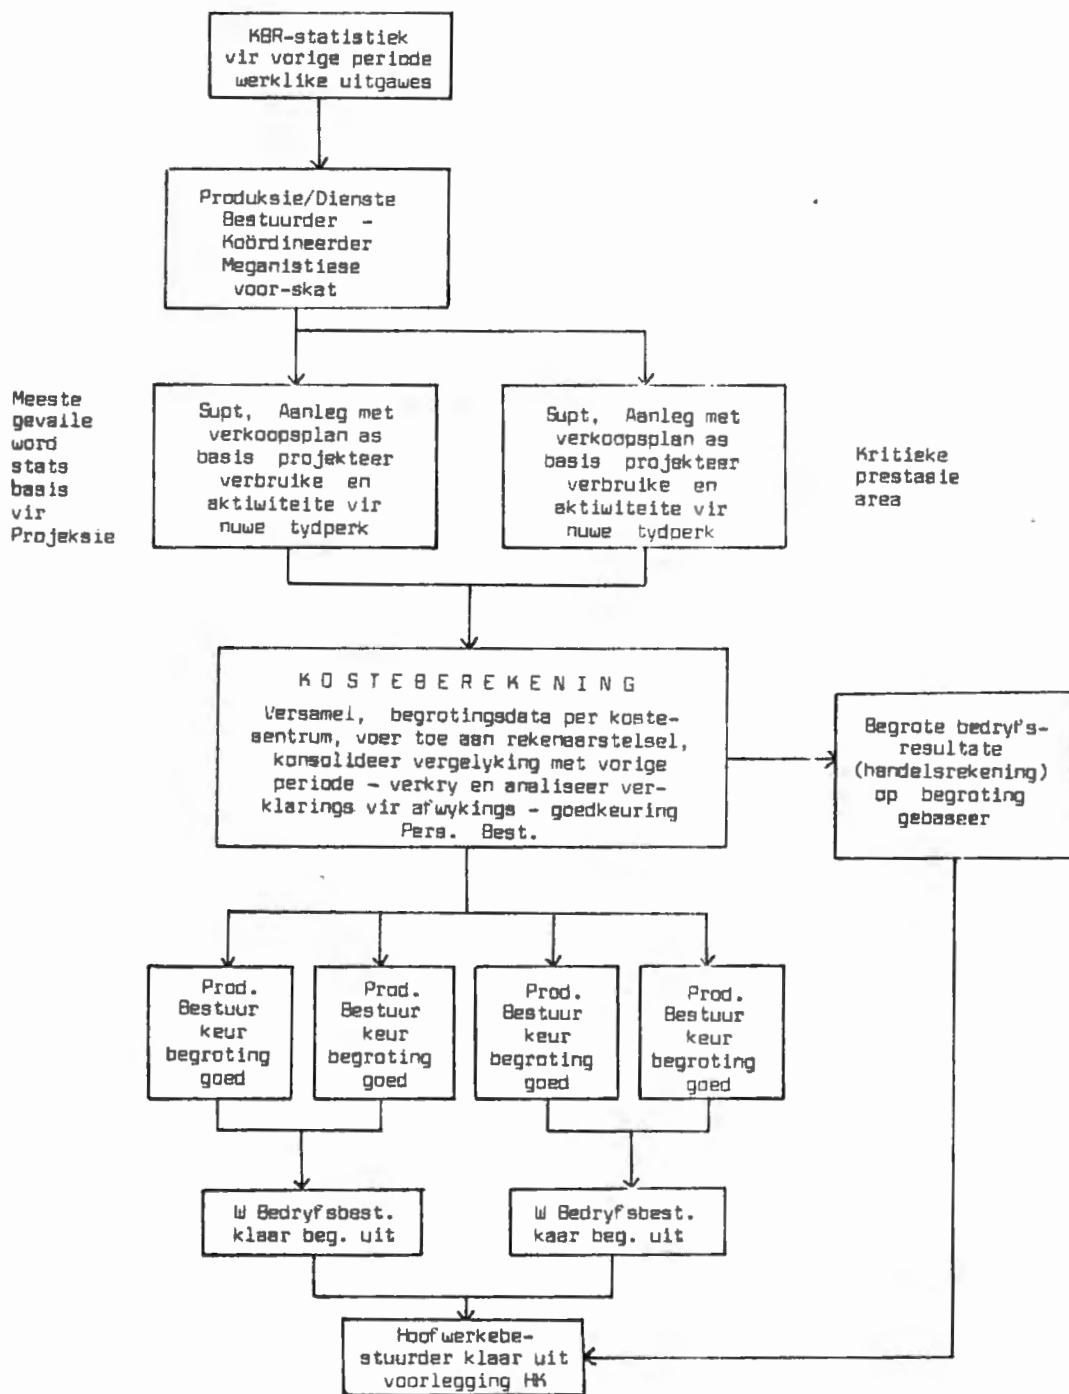 KBR-statistiek
vir vorige periode
werklike uitgawes
Produksie/Dienste
Bestuurder -
Koördineerder
Meganistiese
voor-skat
Meeste
gevalle
word
stats
basis
vir
Projeksie
Supt, Aanleg met
verkoopsplan as
basis projekteer
verbruike en
aktiwiteite vir
nuwe tydperk
Supt, Aanleg met
verkoopsplan as
basis projekteer
verbruike en
aktiwiteite vir
nuwe tydperk
Kritieke
prestasie
area
KOSTEBEREKENING
Versamel, begrotingsdata per koste-
sentrum, voer toe aan rekenaarstelsel,
konsolideer vergelyking met vorige
periode - verkry en analiseer ver-
klarings vir afwykings - goedkeuring
Pers. Best.
Begrote bedryfs-
resultate
(handelsrekening)
op begroting
gebaseer
Prod.
Bestuur
keur
begroting
goed
Prod.
Bestuur
keur
begroting
goed
Prod.
Bestuur
keur
begroting
goed
Prod.
Bestuur
keur
begroting
goed
W Bedryfsbest.
klaar beg. uit
W Bedryfsbest.
kaar beg. uit
Hoofwerkebe-
stuurder klaar uit
voorlegging HK